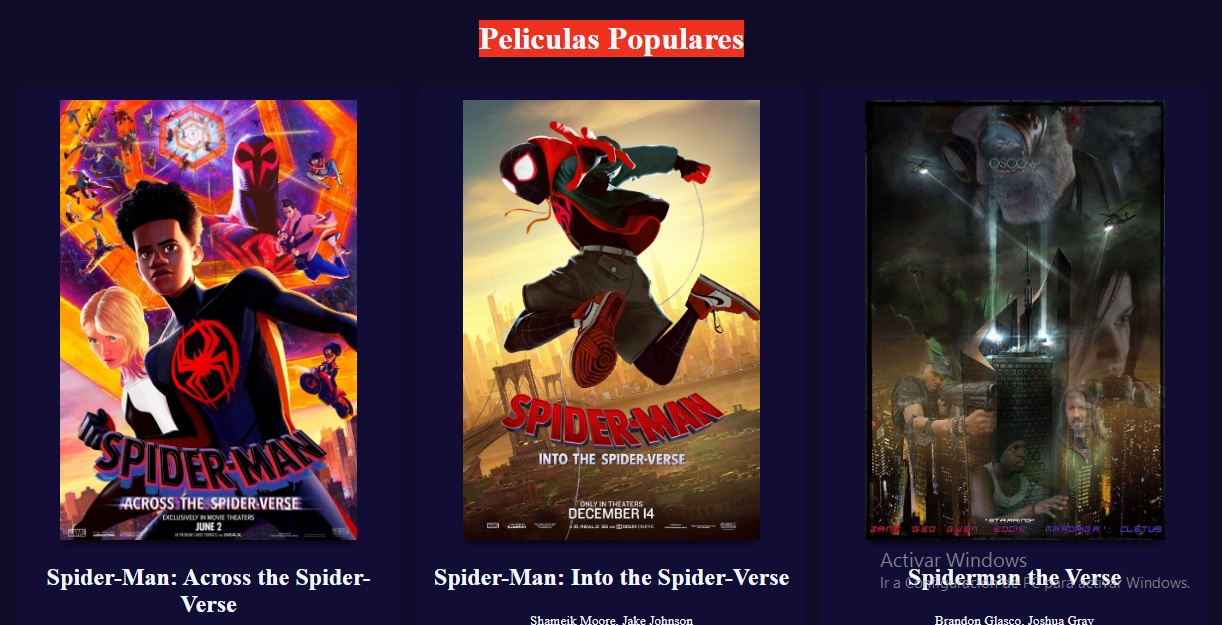 Peliculas Populares
SPIDER-MAN
ACROSS THE SPIDER-VERSE
EXCLUSIVELY IN MOVIE THEATERS
JUNE 2
Spider-Man: Across the Spider-
Verse
SPIDER-MAN
INTO THE SPIDER-VERSE
ONLY IN THEATERS
DECEMBER 14
Spider-Man: Into the Spider-Verse
Shameik Moore, Jake Johnson
OSCORP
"STARRING"
ZANE GEO GWEN EDDIE MARDRIGA CLETUS
Spiderman the Verse
Brandon Glasco, Joshua Gray
Activar Windows
Ir a Configuración de PC para activar Windows.